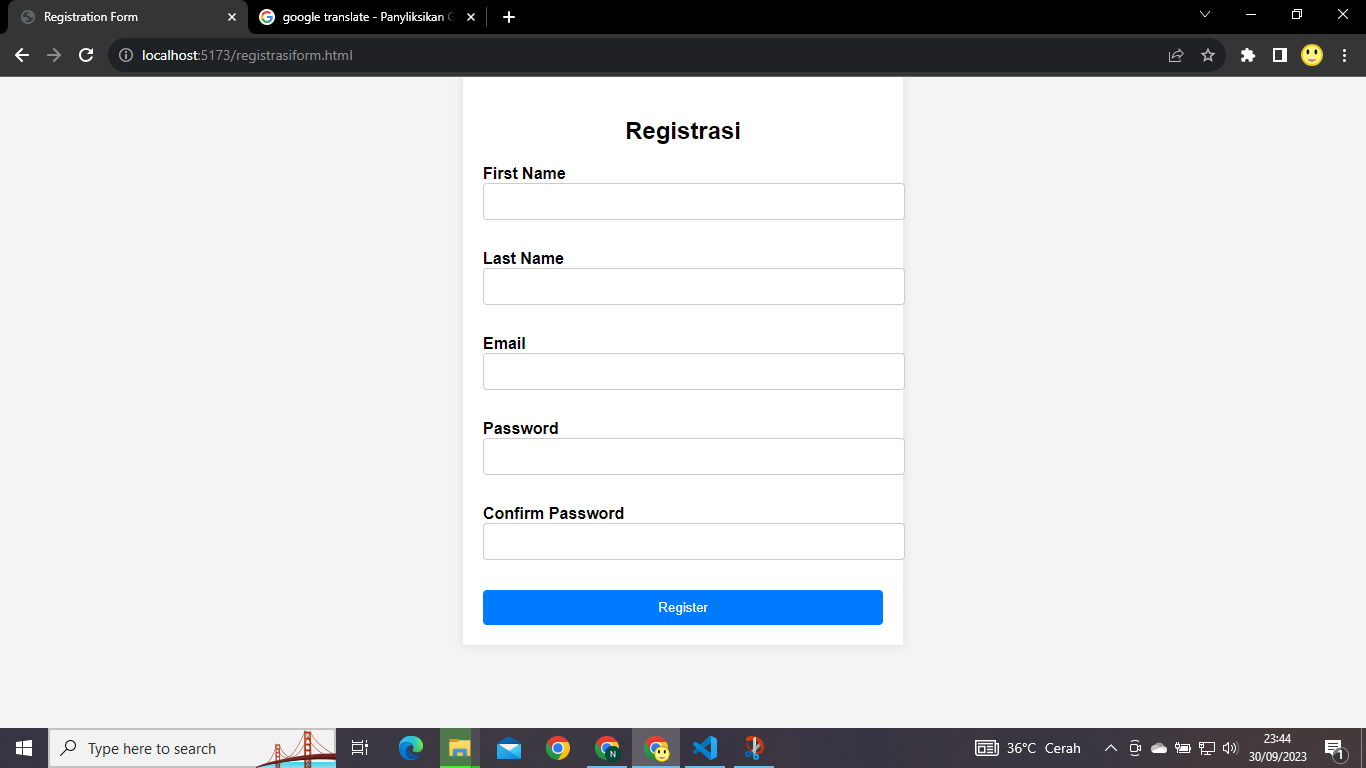 Registration Form
google translate - Panyliksikan G
localhost:5173/registrasiform.html
Registrasi
First Name
Last Name
Email
Password
Confirm Password
Register
Type here to search
N
36°C Cerah
23:44
30/09/2023
1